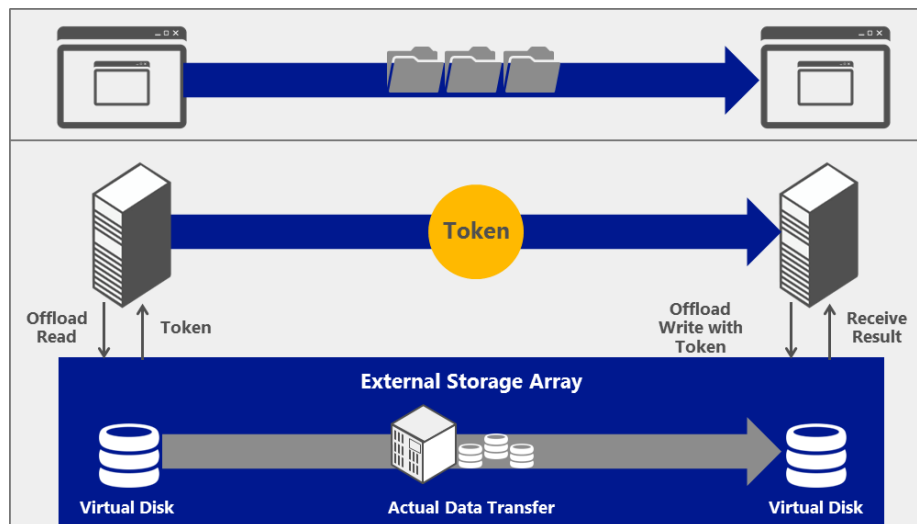 Token
Offload
Read
Token
Offload
Write with
Token
Receive
Result
External Storage Array
Virtual Disk
Actual Data Transfer
Virtual Disk